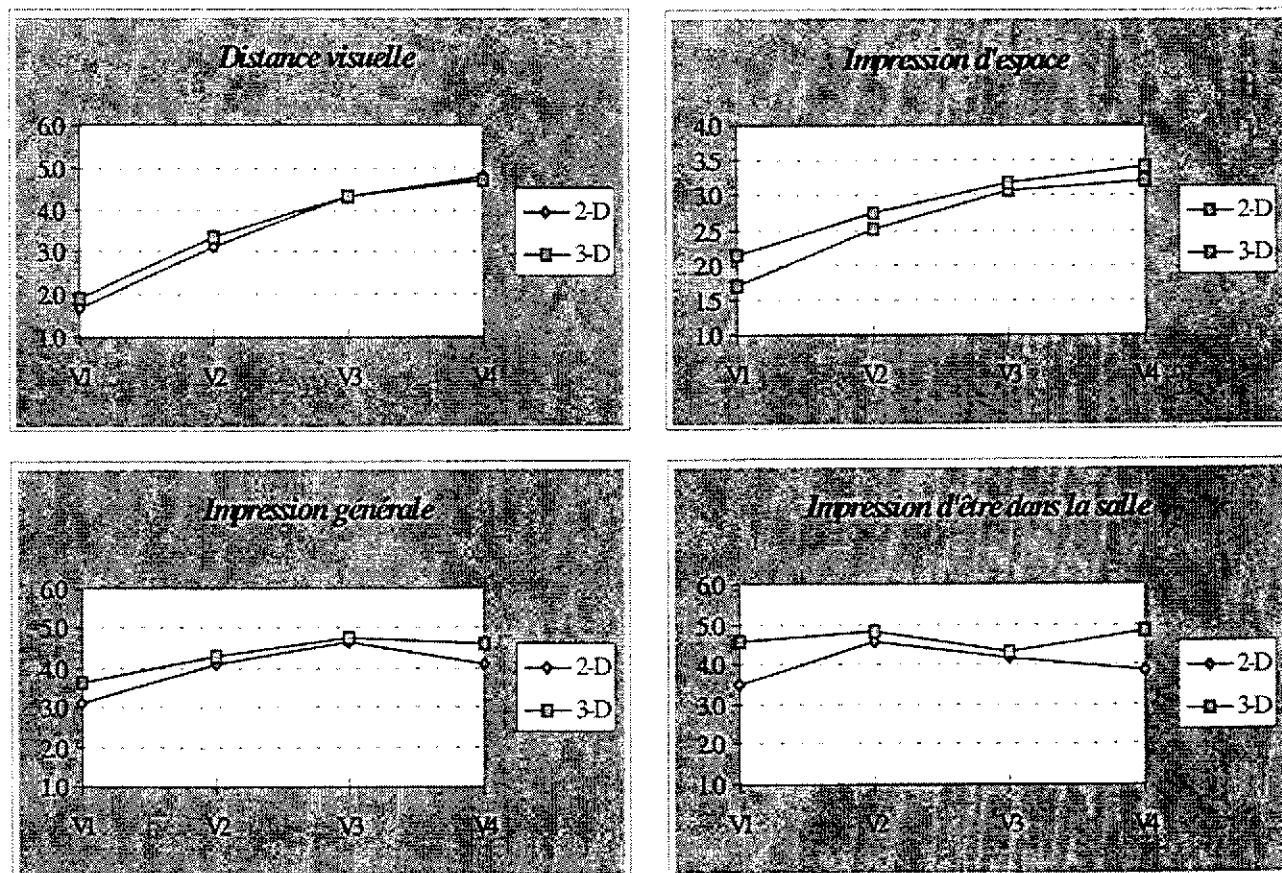 Distance visuelle
6.0
5.0
4.0
3.0
2.0
1.0
V1 V2 V3 V4
2-D
3-D
Impression d'espace
4.0
3.5
3.0
2.5
2.0
1.5
1.0
V1 V2 V3 V4
2-D
3-D
Impression générale
6.0
5.0
4.0
3.0
2.0
1.0
V1 V2 V3 V4
2-D
3-D
Impression d'être dans la salle
6.0
5.0
4.0
3.0
2.0
1.0
V1 V2 V3 V4
2-D
3-D